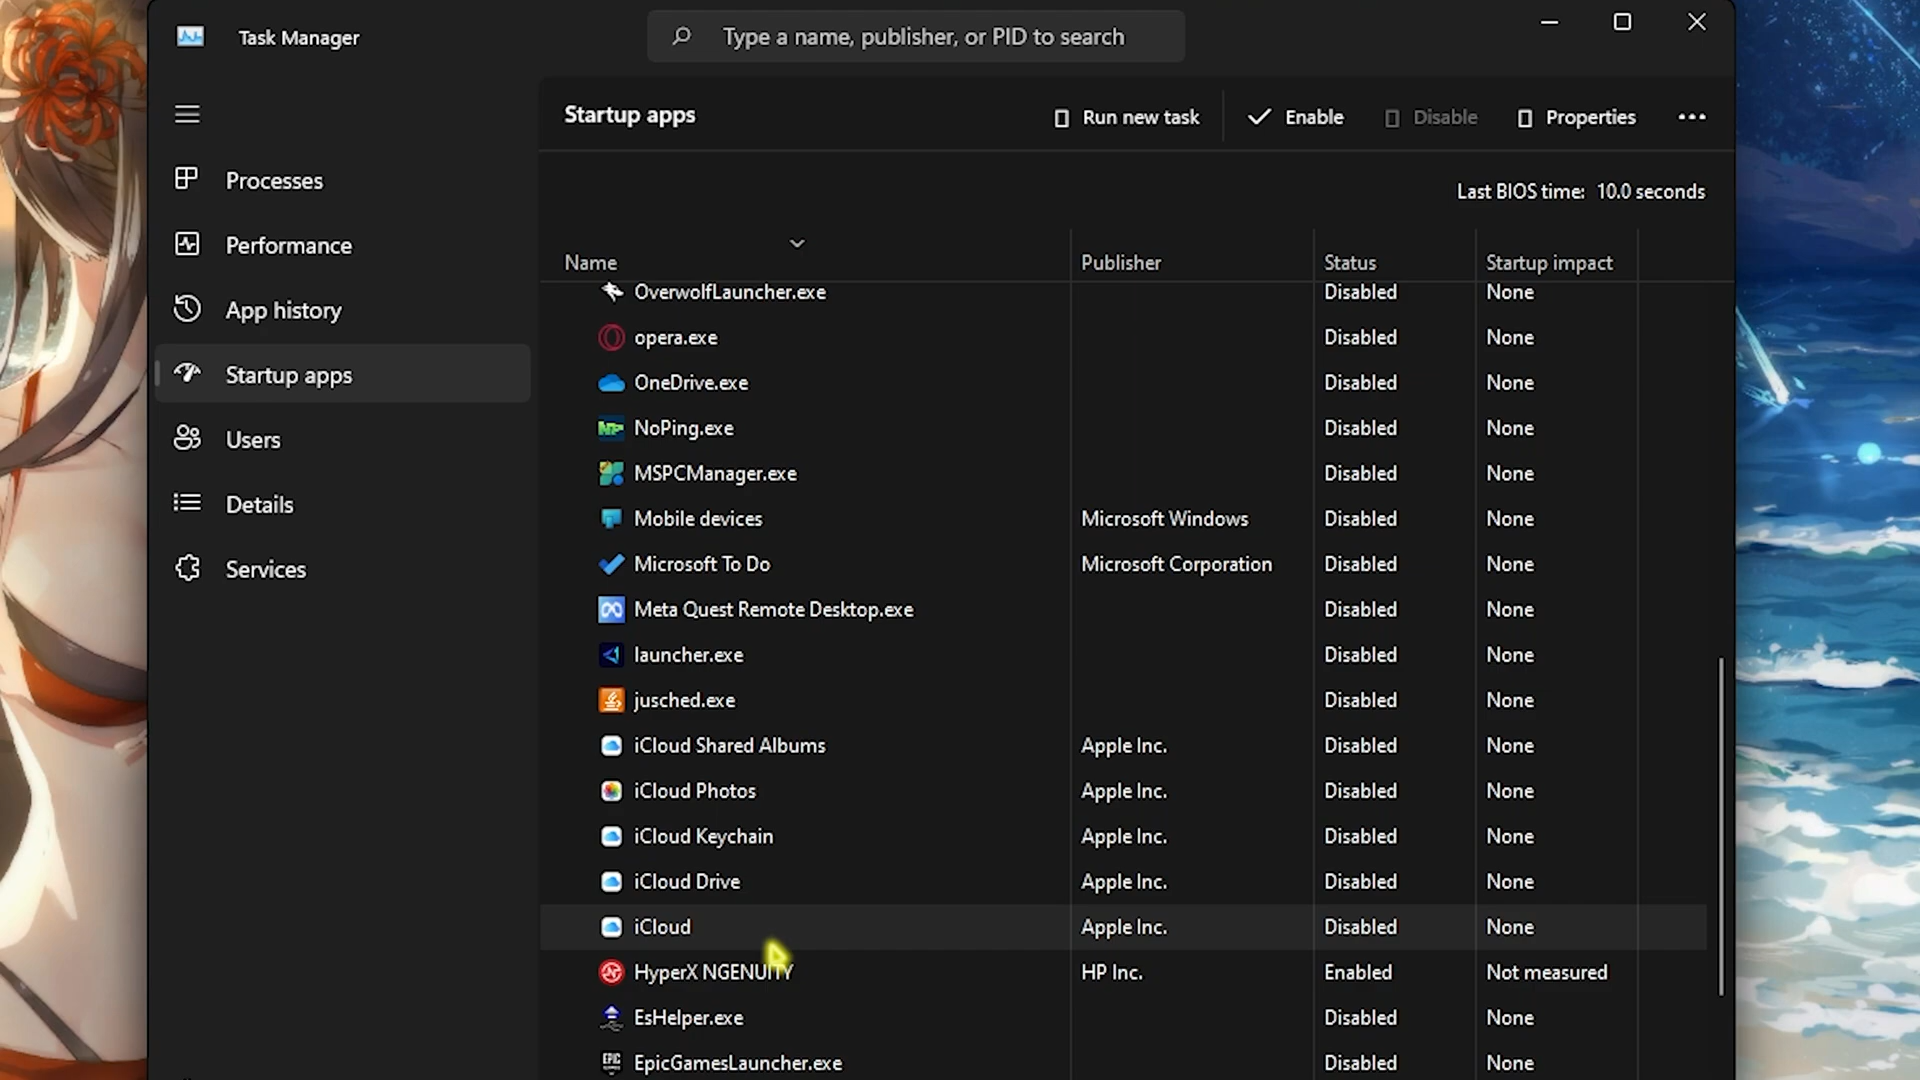 Task Manager
Type a name, publisher, or PID to search
Startup apps
Run new task
Enable
Disable
Properties
Processes
Performance
App history
Startup apps
Users
Details
Services
Last BIOS time: 10.0 seconds
Name Publisher Status Startup impact
OverwolfLauncher.exe Disabled None
opera.exe Disabled None
OneDrive.exe Disabled None
NoPing.exe Disabled None
MSPCManager.exe Disabled None
Mobile devices Microsoft Windows Disabled None
Microsoft To Do Microsoft Corporation Disabled None
Meta Quest Remote Desktop.exe Disabled None
launcher.exe Disabled None
jusched.exe Disabled None
iCloud Shared Albums Apple Inc. Disabled None
iCloud Photos Apple Inc. Disabled None
iCloud Keychain Apple Inc. Disabled None
iCloud Drive Apple Inc. Disabled None
iCloud Apple Inc. Disabled None
HyperX NGENUITY HP Inc. Enabled Not measured
EsHelper.exe Disabled None
EPIC GAMES
EpicGamesLauncher.exe Disabled None